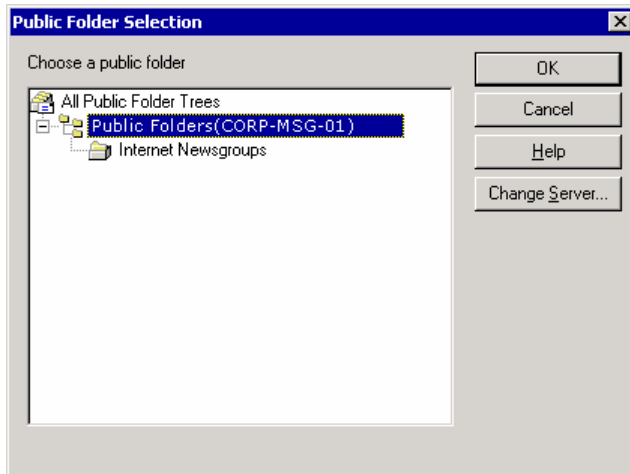 Public Folder Selection
Choose a public folder
All Public Folder Trees
Public Folders(CORP-MSG-01)
Internet Newsgroups
OK
Cancel
Help
Change Server...